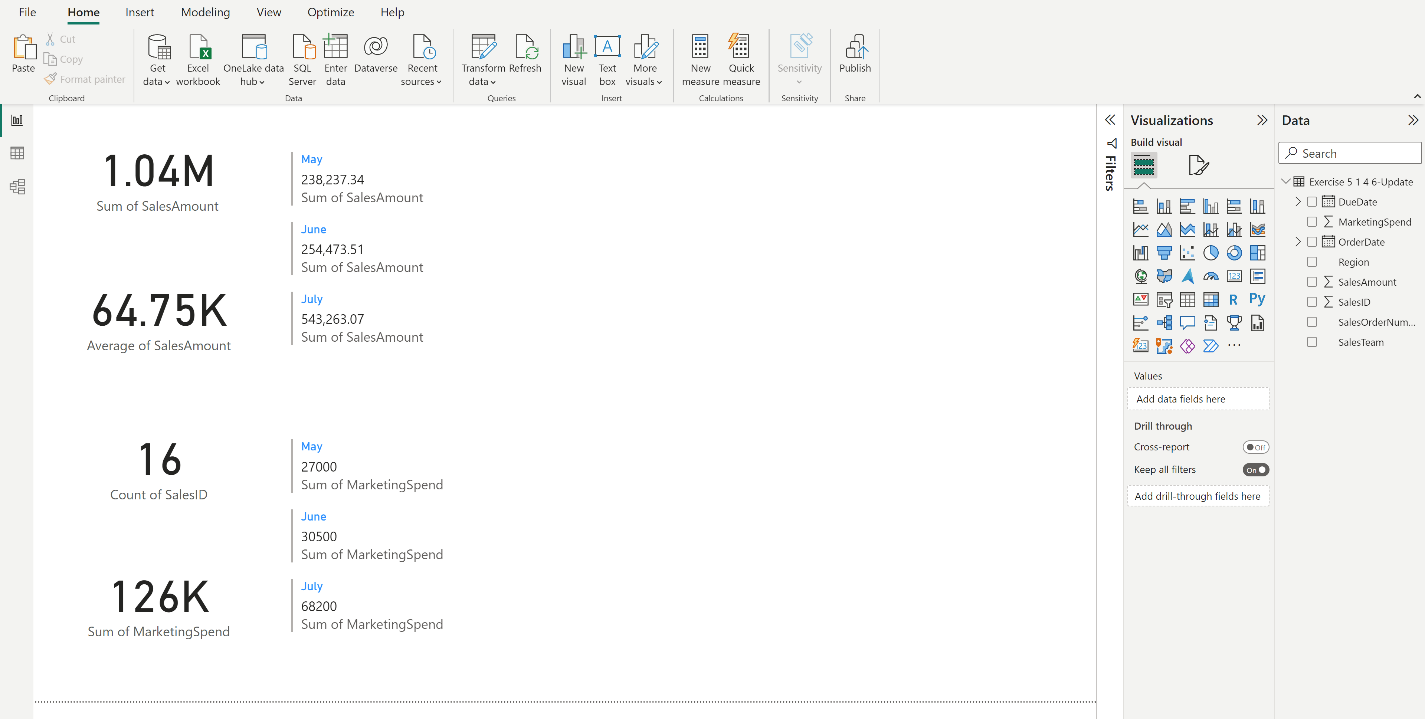 File Home Insert Modeling View Optimize Help
Paste
Cut
Copy
Format painter
Clipboard
Get data
Excel workbook
OneLake data hub
SQL Server
Enter data
Dataverse
Recent sources
Data
Transform data
Refresh
Queries
New visual
Text box
More visuals
Insert
New measure
Quick measure
Calculations
Sensitivity
Sensitivity
Publish
Share
1.04M
Sum of SalesAmount
64.75K
Average of SalesAmount
16
Count of SalesID
126K
Sum of MarketingSpend
May
238,237.34
Sum of SalesAmount
June
254,473.51
Sum of SalesAmount
July
543,263.07
Sum of SalesAmount
May
27000
Sum of MarketingSpend
June
30500
Sum of MarketingSpend
July
68200
Sum of MarketingSpend
Filters
Visualizations
Build visual
R Py
Values
Add data fields here
Drill through
Cross-report Off
Keep all filters On
Add drill-through fields here
Data
Search
Exercise 5 1 4 6-Update
DueDate
MarketingSpend
OrderDate
Region
SalesAmount
SalesID
SalesOrderNum...
SalesTeam